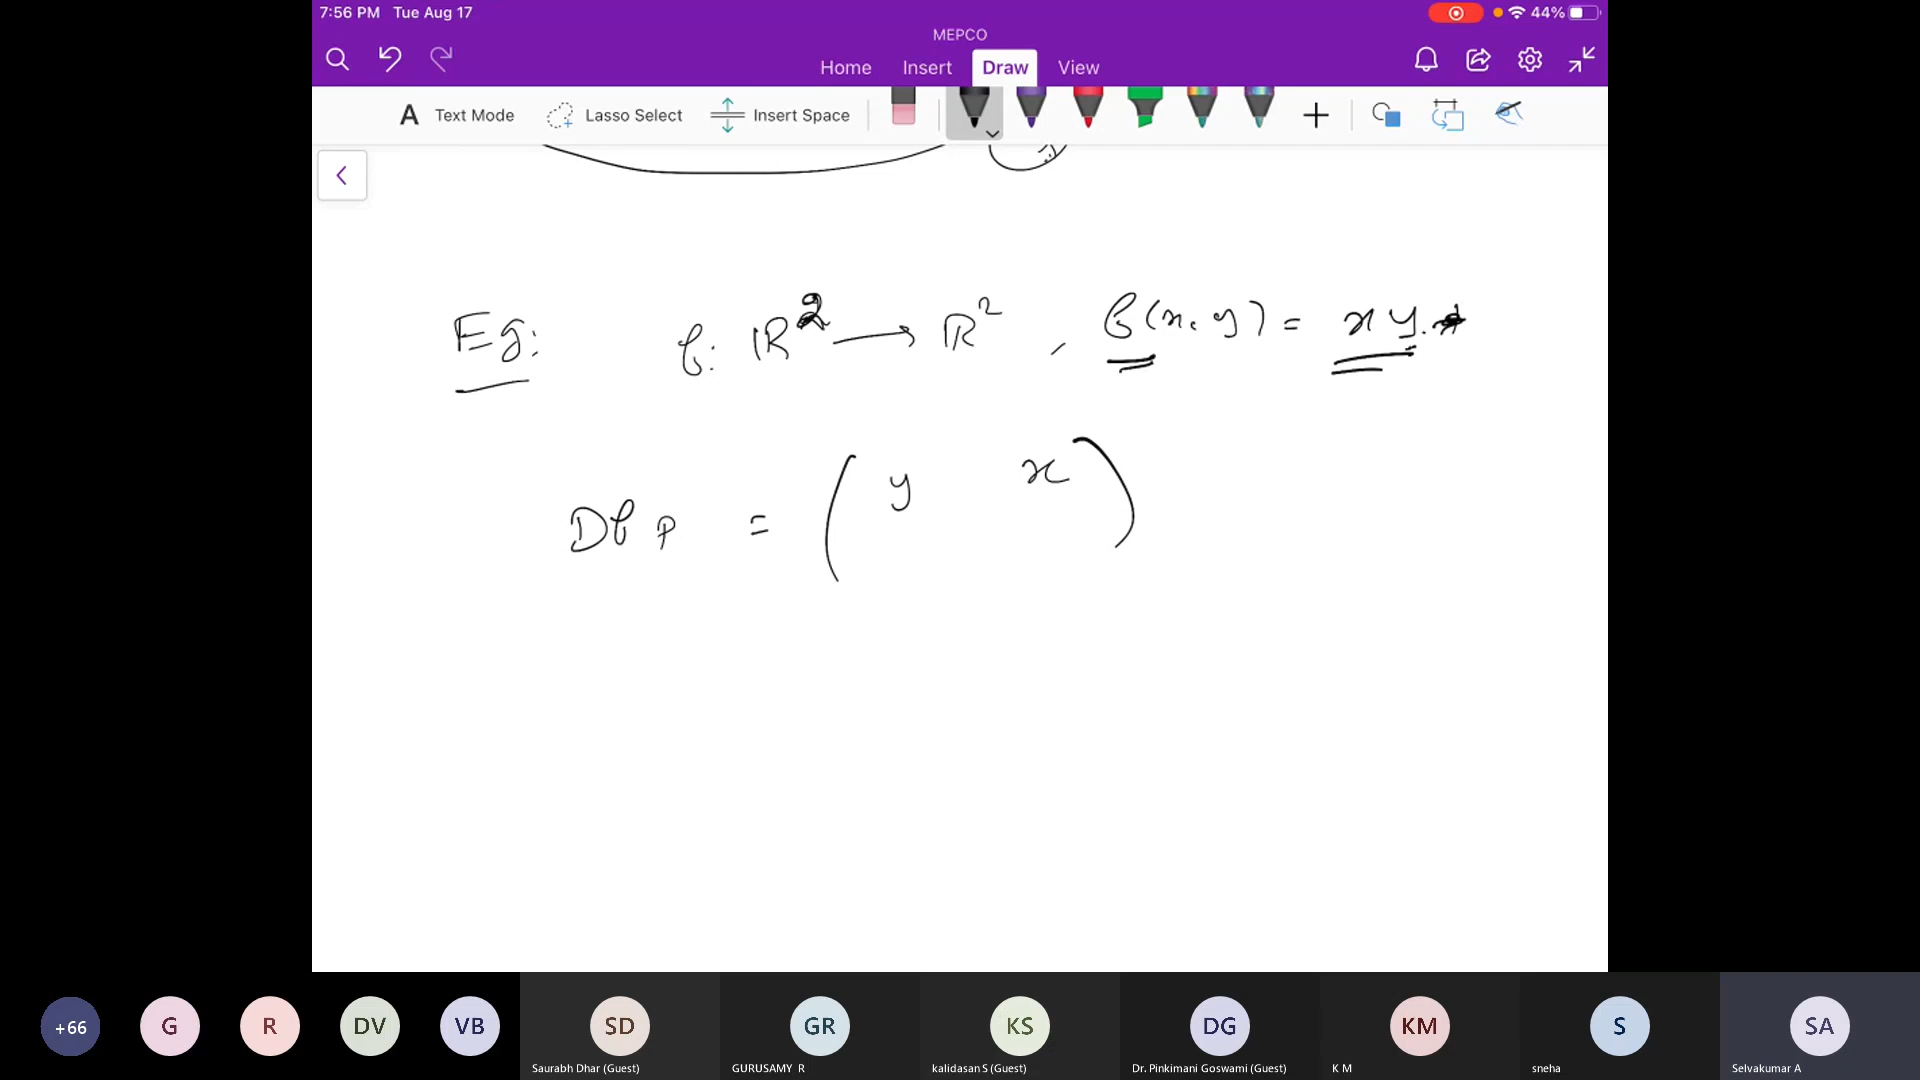 7:56 PM Tue Aug 17
44%
MEPCO
Home Insert Draw View
A Text Mode Lasso Select Insert Space
Eg: f: ℝ² → ℝ², f(x, y) = xy.
Df p = ( y x )
+66 G R DV VB SD GR KS DG KM S SA
Saurabh Dhar (Guest) GURUSAMY R kalidasan S (Guest) Dr. Pinkimani Goswami (Guest) K M sneha Selvakumar A